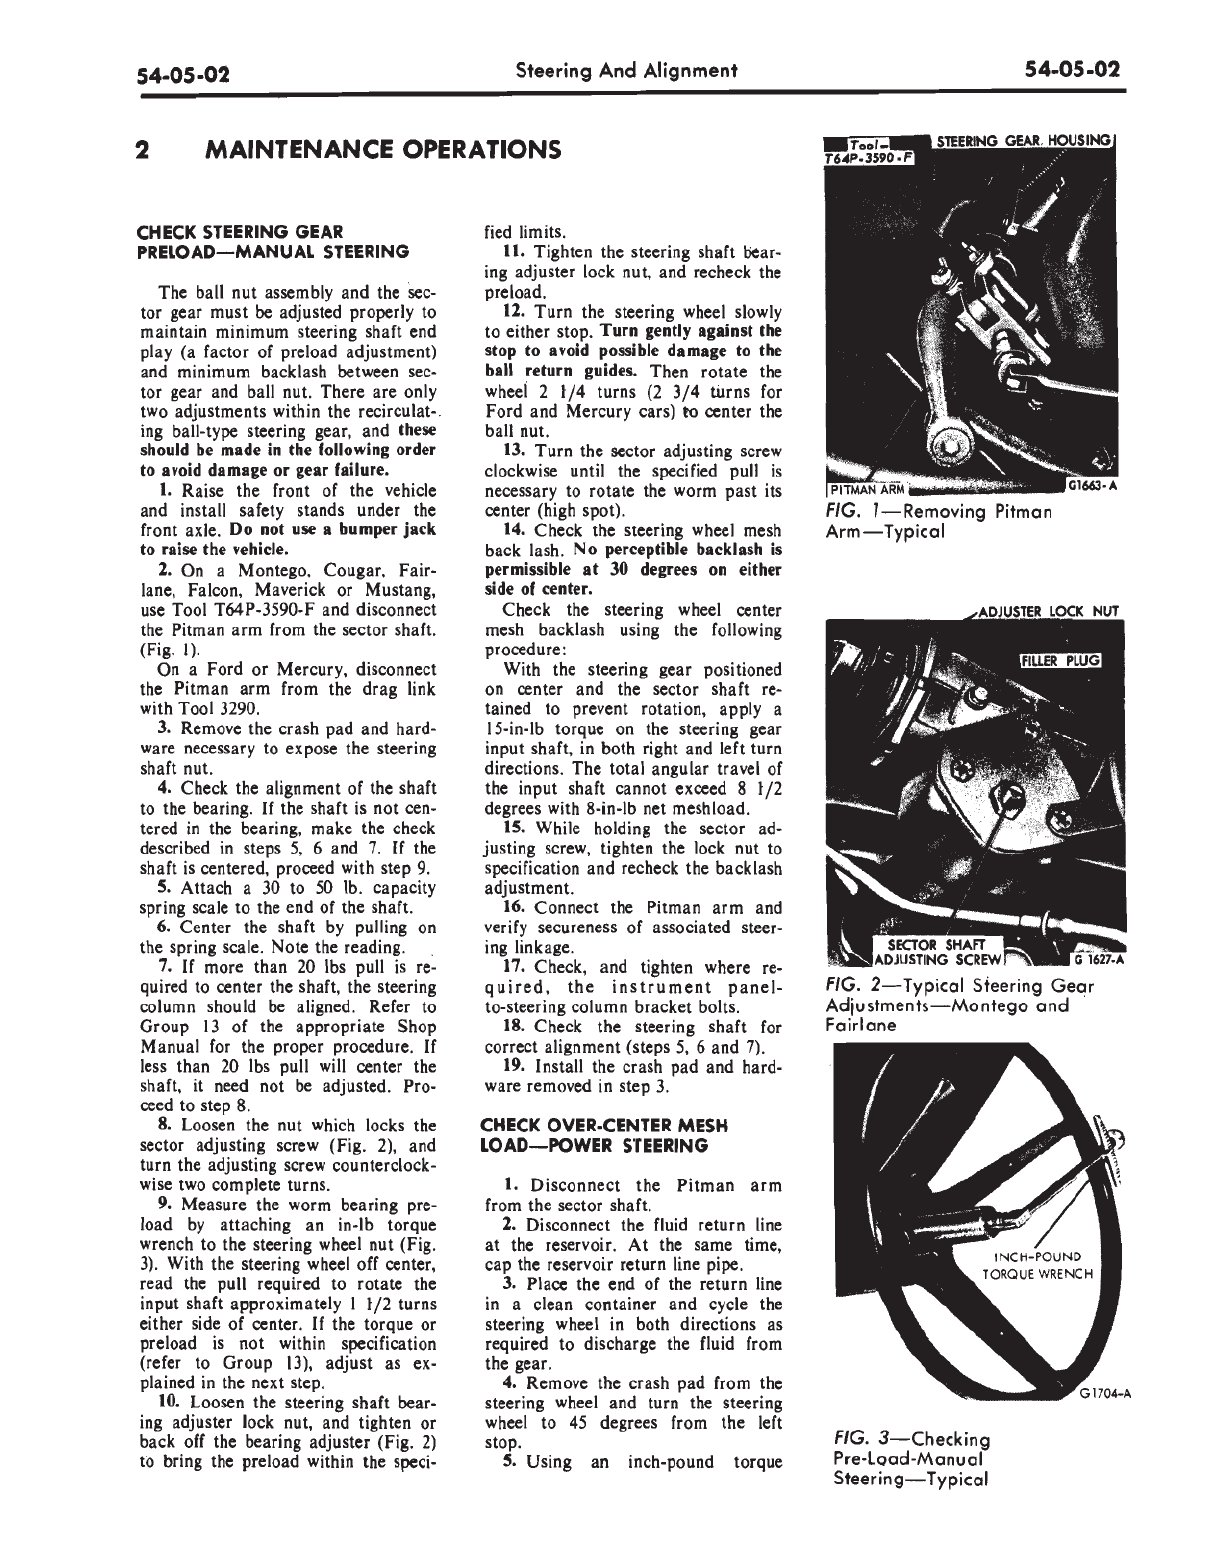 54-05-02
Steering And Alignment
54-05-02
2 MAINTENANCE OPERATIONS
CHECK STEERING GEAR
PRELOAD—MANUAL STEERING
The ball nut assembly and the sec-
tor gear must be adjusted properly to
maintain minimum steering shaft end
play (a factor of preload adjustment)
and minimum backlash between sec-
tor gear and ball nut. There are only
two adjustments within the recirculat-
ing ball-type steering gear, and these
should be made in the following order
to avoid damage or gear failure.
1. Raise the front of the vehicle
and install safety stands under the
front axle. Do not use a bumper jack
to raise the vehicle.
2. On a Montego, Cougar, Fair-
lane, Falcon, Maverick or Mustang,
use Tool T64P-3590-F and disconnect
the Pitman arm from the sector shaft.
(Fig. 1).
On a Ford or Mercury, disconnect
the Pitman arm from the drag link
with Tool 3290.
3. Remove the crash pad and hard-
ware necessary to expose the steering
shaft nut.
4. Check the alignment of the shaft
to the bearing. If the shaft is not cen-
tered in the bearing, make the check
described in steps 5, 6 and 7. If the
shaft is centered, proceed with step 9.
5. Attach a 30 to 50 lb. capacity
spring scale to the end of the shaft.
6. Center the shaft by pulling on
the spring scale. Note the reading.
7. If more than 20 lbs pull is re-
quired to center the shaft, the steering
column should be aligned. Refer to
Group 13 of the appropriate Shop
Manual for the proper procedure. If
less than 20 lbs pull will center the
shaft, it need not be adjusted. Pro-
ceed to step 8.
8. Loosen the nut which locks the
sector adjusting screw (Fig. 2), and
turn the adjusting screw counterclock-
wise two complete turns.
9. Measure the worm bearing pre-
load by attaching an in-lb torque
wrench to the steering wheel nut (Fig.
3). With the steering wheel off center,
read the pull required to rotate the
input shaft approximately 1 1/2 turns
either side of center. If the torque or
preload is not within specification
(refer to Group 13), adjust as ex-
plained in the next step.
10. Loosen the steering shaft bear-
ing adjuster lock nut, and tighten or
back off the bearing adjuster (Fig. 2)
to bring the preload within the speci-
fied limits.
11. Tighten the steering shaft bear-
ing adjuster lock nut, and recheck the
preload.
12. Turn the steering wheel slowly
to either stop. Turn gently against the
stop to avoid possible damage to the
ball return guides. Then rotate the
wheel 2 1/4 turns (2 3/4 turns for
Ford and Mercury cars) to center the
ball nut.
13. Turn the sector adjusting screw
clockwise until the specified pull is
necessary to rotate the worm past its
center (high spot).
14. Check the steering wheel mesh
back lash. No perceptible backlash is
permissible at 30 degrees on either
side of center.
Check the steering wheel center
mesh backlash using the following
procedure:
With the steering gear positioned
on center and the sector shaft re-
tained to prevent rotation, apply a
15-in-lb torque on the steering gear
input shaft, in both right and left turn
directions. The total angular travel of
the input shaft cannot exceed 8 1/2
degrees with 8-in-lb net meshload.
15. While holding the sector ad-
justing screw, tighten the lock nut to
specification and recheck the backlash
adjustment.
16. Connect the Pitman arm and
verify secureness of associated steer-
ing linkage.
17. Check, and tighten where re-
quired, the instrument panel-
to-steering column bracket bolts.
18. Check the steering shaft for
correct alignment (steps 5, 6 and 7).
19. Install the crash pad and hard-
ware removed in step 3.
CHECK OVER-CENTER MESH
LOAD—POWER STEERING
1. Disconnect the Pitman arm
from the sector shaft.
2. Disconnect the fluid return line
at the reservoir. At the same time,
cap the reservoir return line pipe.
3. Place the end of the return line
in a clean container and cycle the
steering wheel in both directions as
required to discharge the fluid from
the gear.
4. Remove the crash pad from the
steering wheel and turn the steering
wheel to 45 degrees from the left
stop.
5. Using an inch-pound torque
Tool-
T64P-3590-F
STEERING GEAR HOUSING
PITMAN ARM
G1663-A
FIG. 1—Removing Pitman
Arm—Typical
ADJUSTER LOCK NUT
FILLER PLUG
SECTOR SHAFT
ADJUSTING SCREW
G 1627-A
FIG. 2—Typical Steering Gear
Adjustments—Montego and
Fairlane
INCH-POUND
TORQUE WRENCH
G1704-A
FIG. 3—Checking
Pre-Load-Manual
Steering—Typical